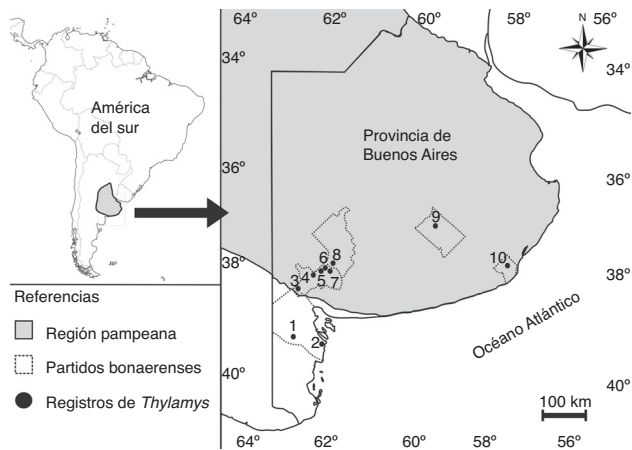 64º 62º 60º 58º 56º
N
34º
34º
América
del sur
Provincia de
Buenos Aires
36º
36º
9
8
6
10
38º
3 4 5 7
38º
Referencias
Región pampeana
1
2
Océano Atlántico
Partidos bonaerenses
40º
40º
Registros de Thylamys
100 km
64º 62º 60º 58º 56º